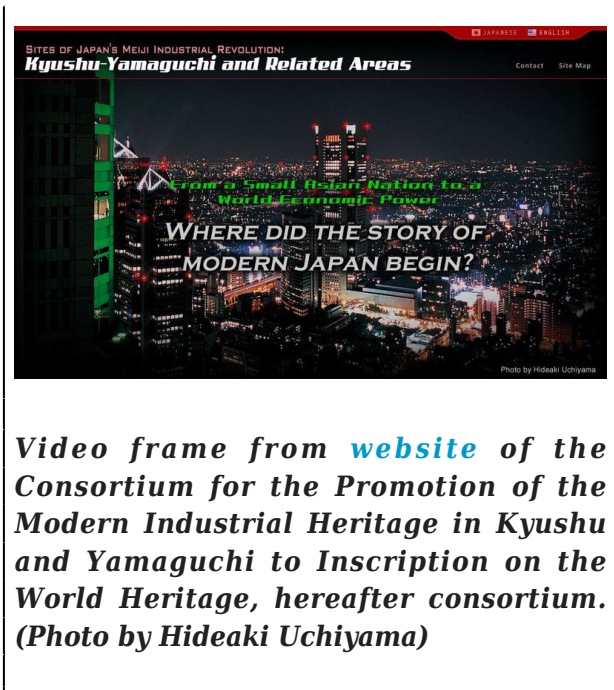 JAPANESE ENGLISH
SITES OF JAPAN'S MEIJI INDUSTRIAL REVOLUTION:
Kyushu-Yamaguchi and Related Areas
Contact Site Map
From a Small Asian Nation to a
World Economic Power
WHERE DID THE STORY OF
MODERN JAPAN BEGIN?
Photo by Hideaki Uchiyama
Video frame from website of the
Consortium for the Promotion of the
Modern Industrial Heritage in Kyushu
and Yamaguchi to Inscription on the
World Heritage, hereafter consortium.
(Photo by Hideaki Uchiyama)